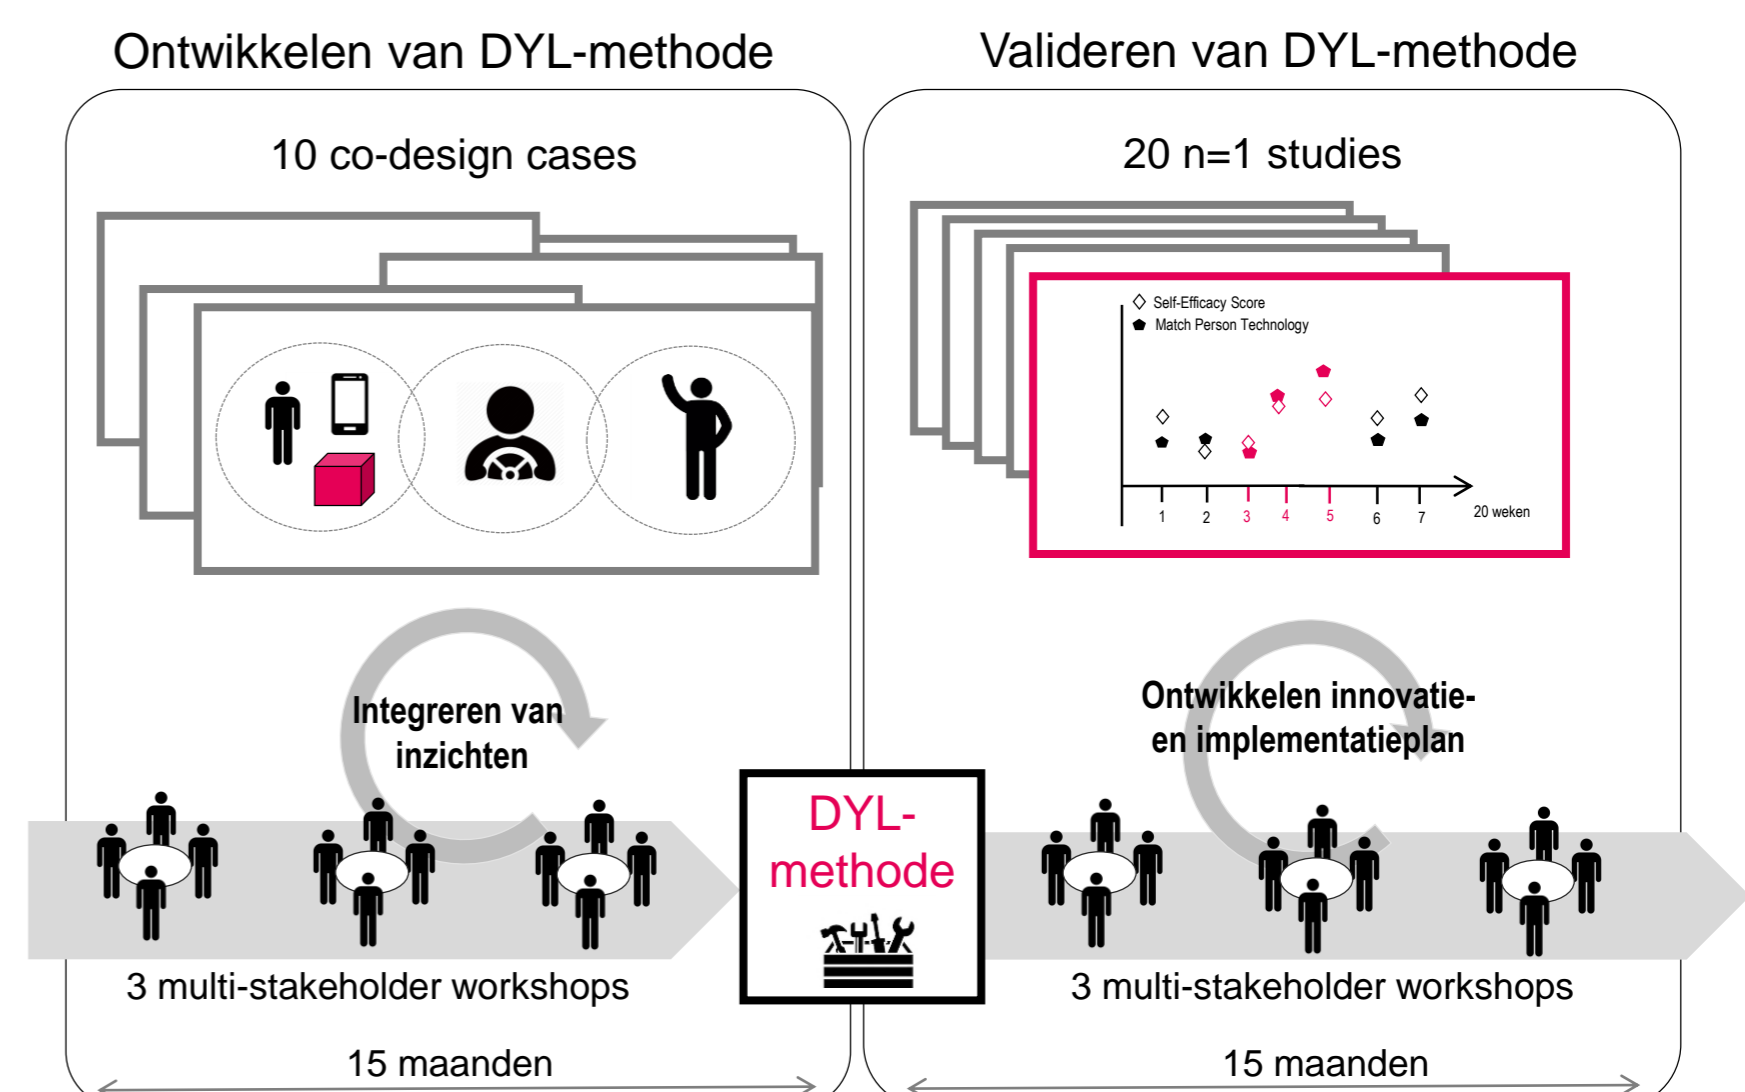 Ontwikkelen van DYL-methode
10 co-design cases
Integreren van
inzichten
3 multi-stakeholder workshops
15 maanden
DYL-
methode
Valideren van DYL-methode
20 n=1 studies
Self-Efficacy Score
Match Person Technology
1 2 3 4 5 6 7 20 weken
Ontwikkelen innovatie-
en implementatieplan
3 multi-stakeholder workshops
15 maanden